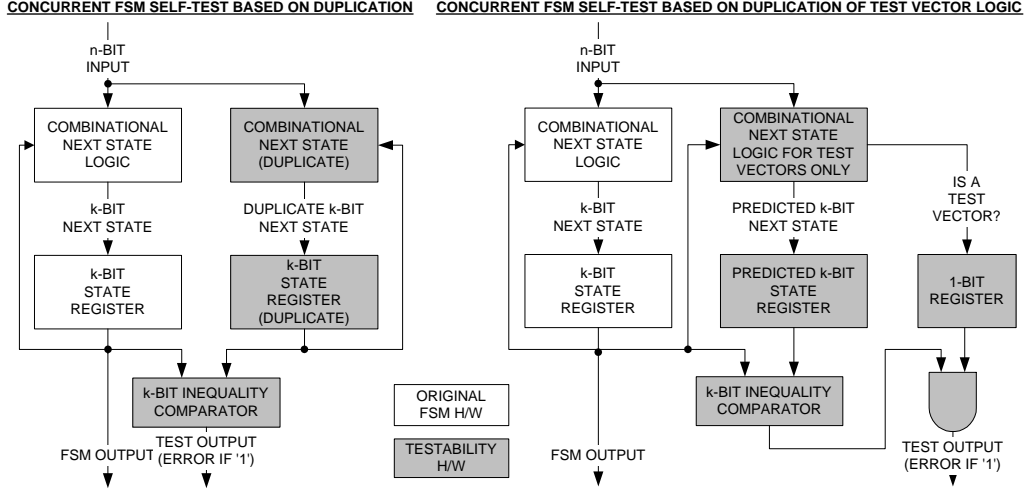 CONCURRENT FSM SELF-TEST BASED ON DUPLICATION
n-BIT
INPUT
COMBINATIONAL
NEXT STATE
LOGIC
COMBINATIONAL
NEXT STATE
(DUPLICATE)
k-BIT
NEXT STATE
DUPLICATE k-BIT
NEXT STATE
k-BIT
STATE
REGISTER
k-BIT
STATE
REGISTER
(DUPLICATE)
k-BIT INEQUALITY
COMPARATOR
FSM OUTPUT
TEST OUTPUT
(ERROR IF '1')
ORIGINAL
FSM H/W
TESTABILITY
H/W
CONCURRENT FSM SELF-TEST BASED ON DUPLICATION OF TEST VECTOR LOGIC
n-BIT
INPUT
COMBINATIONAL
NEXT STATE
LOGIC
COMBINATIONAL
NEXT STATE
LOGIC FOR TEST
VECTORS ONLY
IS A
TEST
VECTOR?
k-BIT
NEXT STATE
PREDICTED k-BIT
NEXT STATE
k-BIT
STATE
REGISTER
PREDICTED k-BIT
STATE
REGISTER
1-BIT
REGISTER
k-BIT INEQUALITY
COMPARATOR
FSM OUTPUT
TEST OUTPUT
(ERROR IF '1')